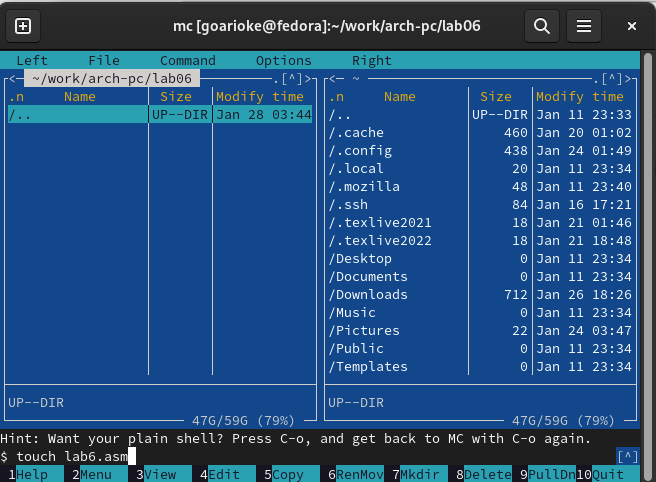 mc [goarioke@fedora]:~/work/arch-pc/lab06
Left File Command Options Right
<─ ~/work/arch-pc/lab06 ─.[^]> <─ ~ ─.[^]>
.n Name Size Modify time .n Name Size Modify time
/.. UP--DIR Jan 28 03:44 /.. UP--DIR Jan 11 23:33
/.cache 460 Jan 20 01:02
/.config 438 Jan 24 01:49
/.local 20 Jan 11 23:34
/.mozilla 48 Jan 11 23:40
/.ssh 84 Jan 16 17:21
/.texlive2021 18 Jan 21 01:46
/.texlive2022 18 Jan 21 18:48
/Desktop 0 Jan 11 23:34
/Documents 0 Jan 11 23:34
/Downloads 712 Jan 26 18:26
/Music 0 Jan 11 23:34
/Pictures 22 Jan 24 03:47
/Public 0 Jan 11 23:34
/Templates 0 Jan 11 23:34
UP--DIR UP--DIR
47G/59G (79%) 47G/59G (79%)
Hint: Want your plain shell? Press C-o, and get back to MC with C-o again.
$ touch lab6.asm [^]
1Help 2Menu 3View 4Edit 5Copy 6RenMov 7Mkdir 8Delete 9PullDn 10Quit